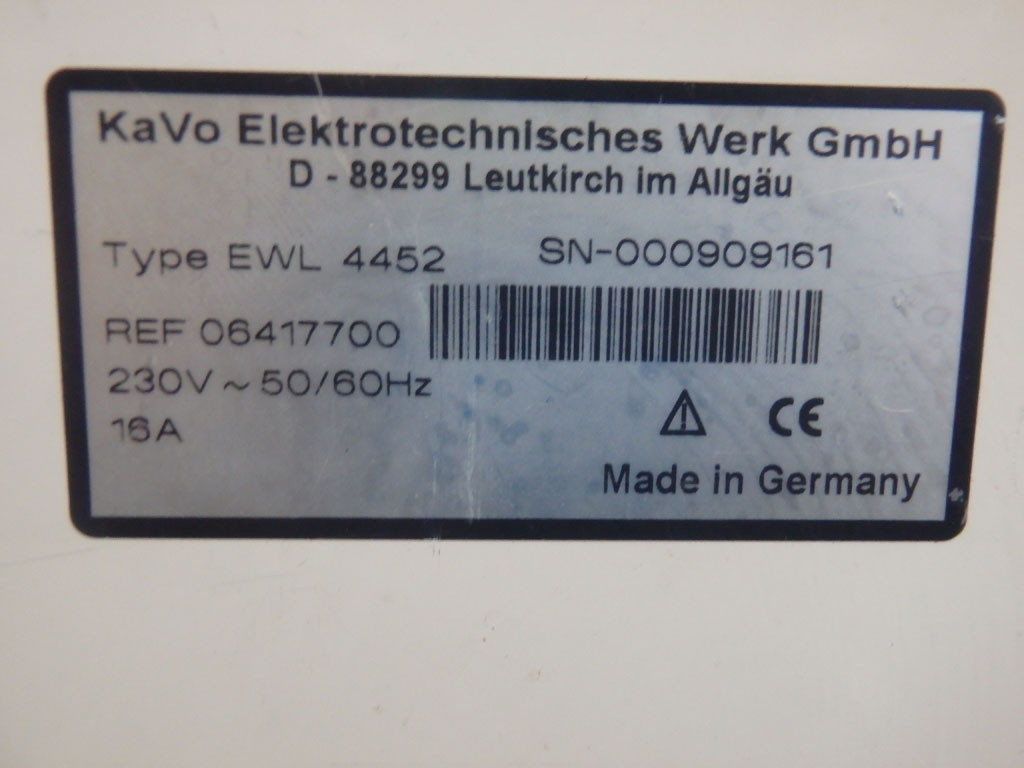 KaVo Elektrotechnisches Werk GmbH
D - 88299 Leutkirch im Allgäu
Type EWL 4452 SN-000909161
REF 06417700
230V ~ 50/60Hz
16A
CE
Made in Germany